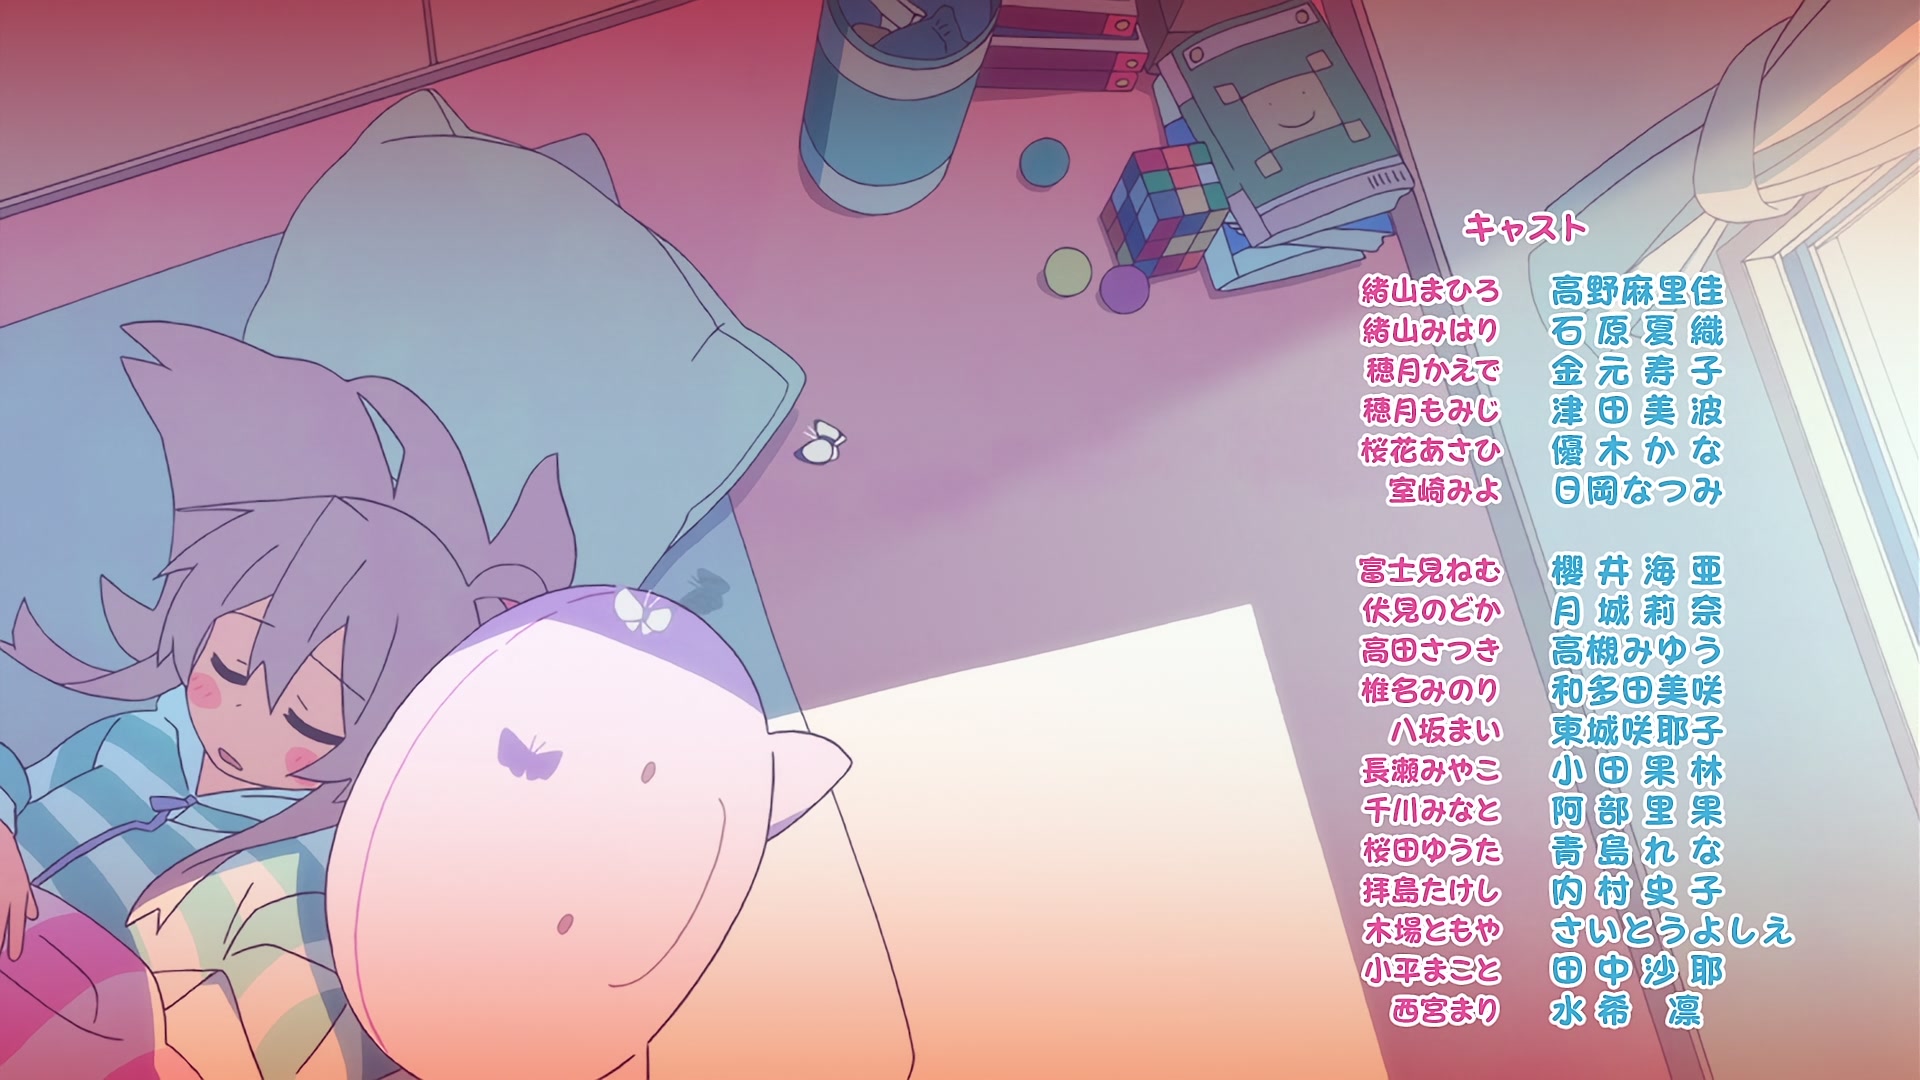 キャスト
緒山まひろ 高野麻里佳
緒山みはり 石原夏織
穂月かえで 金元寿子
穂月もみじ 津田美波
桜花あさひ 優木かな
室崎みよ 日岡なつみ
富士見ねむ 櫻井海亜
伏見のどか 月城莉奈
高田さつき 高槻みゆう
椎名みのり 和多田美咲
八坂まい 東城咲耶子
長瀬みやこ 小田果林
千川みなと 阿部里果
桜田ゆうた 青島れな
拝島たけし 内村史子
木場ともや さいとうよしえ
小平まこと 田中沙耶
西宮まり 水希凛